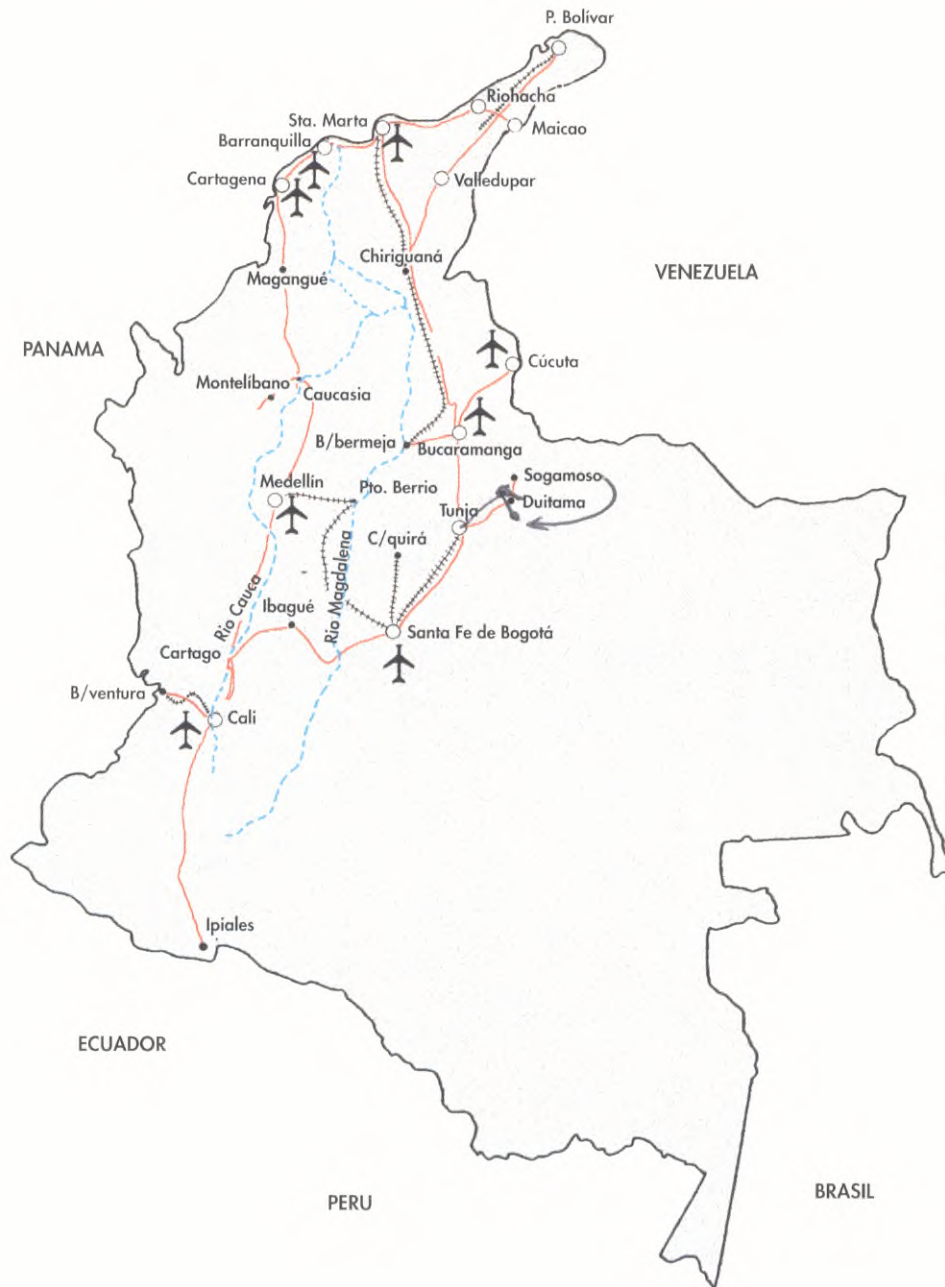 P. Bolívar
Riohacha
Sta. Marta
Maicao
Barranquilla
Cartagena
Valledupar
Chiriguaná
VENEZUELA
Magangué
PANAMA
Cúcuta
Montelíbano
Caucasia
B/bermeja
Bucaramanga
Sogamoso
Medellín
Pto. Berrio
Duitama
Tunja
C/quirá
Rio Cauca
Rio Magdalena
Ibagué
Santa Fe de Bogotá
Cartago
B/ventura
Cali
Ipiales
ECUADOR
BRASIL
PERU